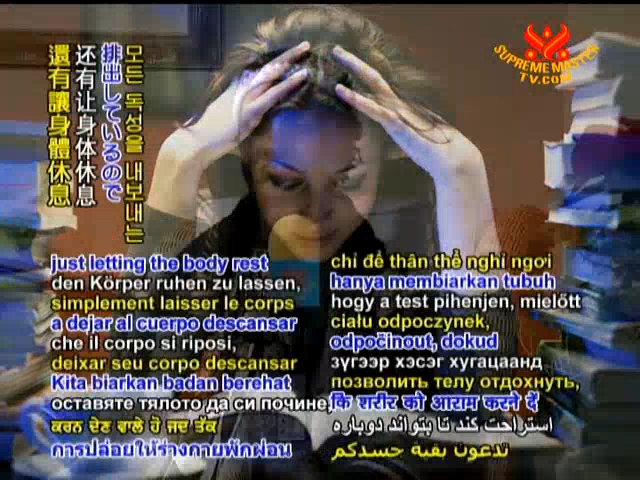 SUPREME MASTER
TV.COM
還有讓身體休息
还有让身体休息
排出しているので
모든 독성을 내보내는
just letting the body rest
den Körper ruhen zu lassen,
simplement laisser le corps
a dejar al cuerpo descansar
che il corpo si riposi,
deixar seu corpo descansar
Kita biarkan badan berehat
оставяте тялото да си почине,
ਕਰਨ ਦੇਣ ਵਾਲੇ ਹੋ ਜਦ ਤੱਕ
การปล่อยให้ร่างกายพักผ่อน
chỉ để thân thể nghỉ ngơi
hanya membiarkan tubuh
hogy a test pihenjen, mielőtt
ciału odpoczynek,
odpočinout, dokud
зүгээр хэсэг хугацаанд
позволить телу отдохнуть,
कि शरीर को आराम करने दें
استراحت کند تا بتواند دوباره
تدعون بقية جسدكم